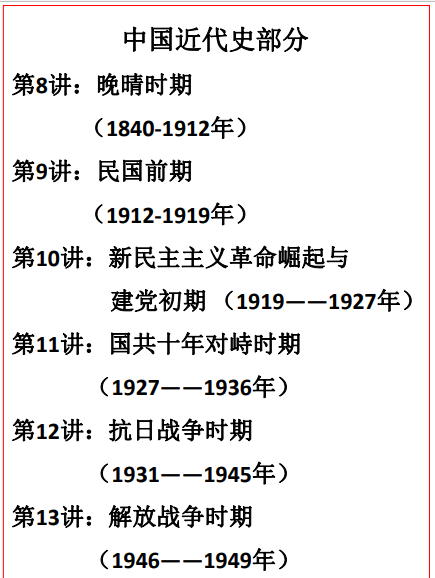 中国近代史部分
第8讲：晚晴时期
（1840-1912年）
第9讲：民国前期
（1912-1919年）
第10讲：新民主主义革命崛起与
建党初期（1919——1927年）
第11讲：国共十年对峙时期
（1927——1936年）
第12讲：抗日战争时期
（1931——1945年）
第13讲：解放战争时期
（1946——1949年）